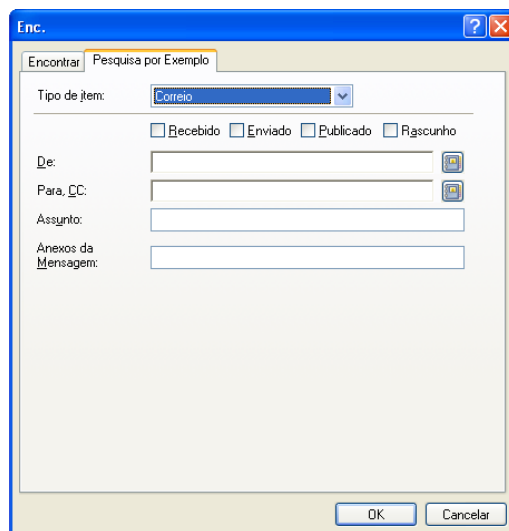 Enc.
Encontrar Pesquisa por Exemplo
Tipo de item: Correio
Recebido Enviado Publicado Rascunho
De:
Para, CC:
Assunto:
Anexos da
Mensagem:
OK Cancelar